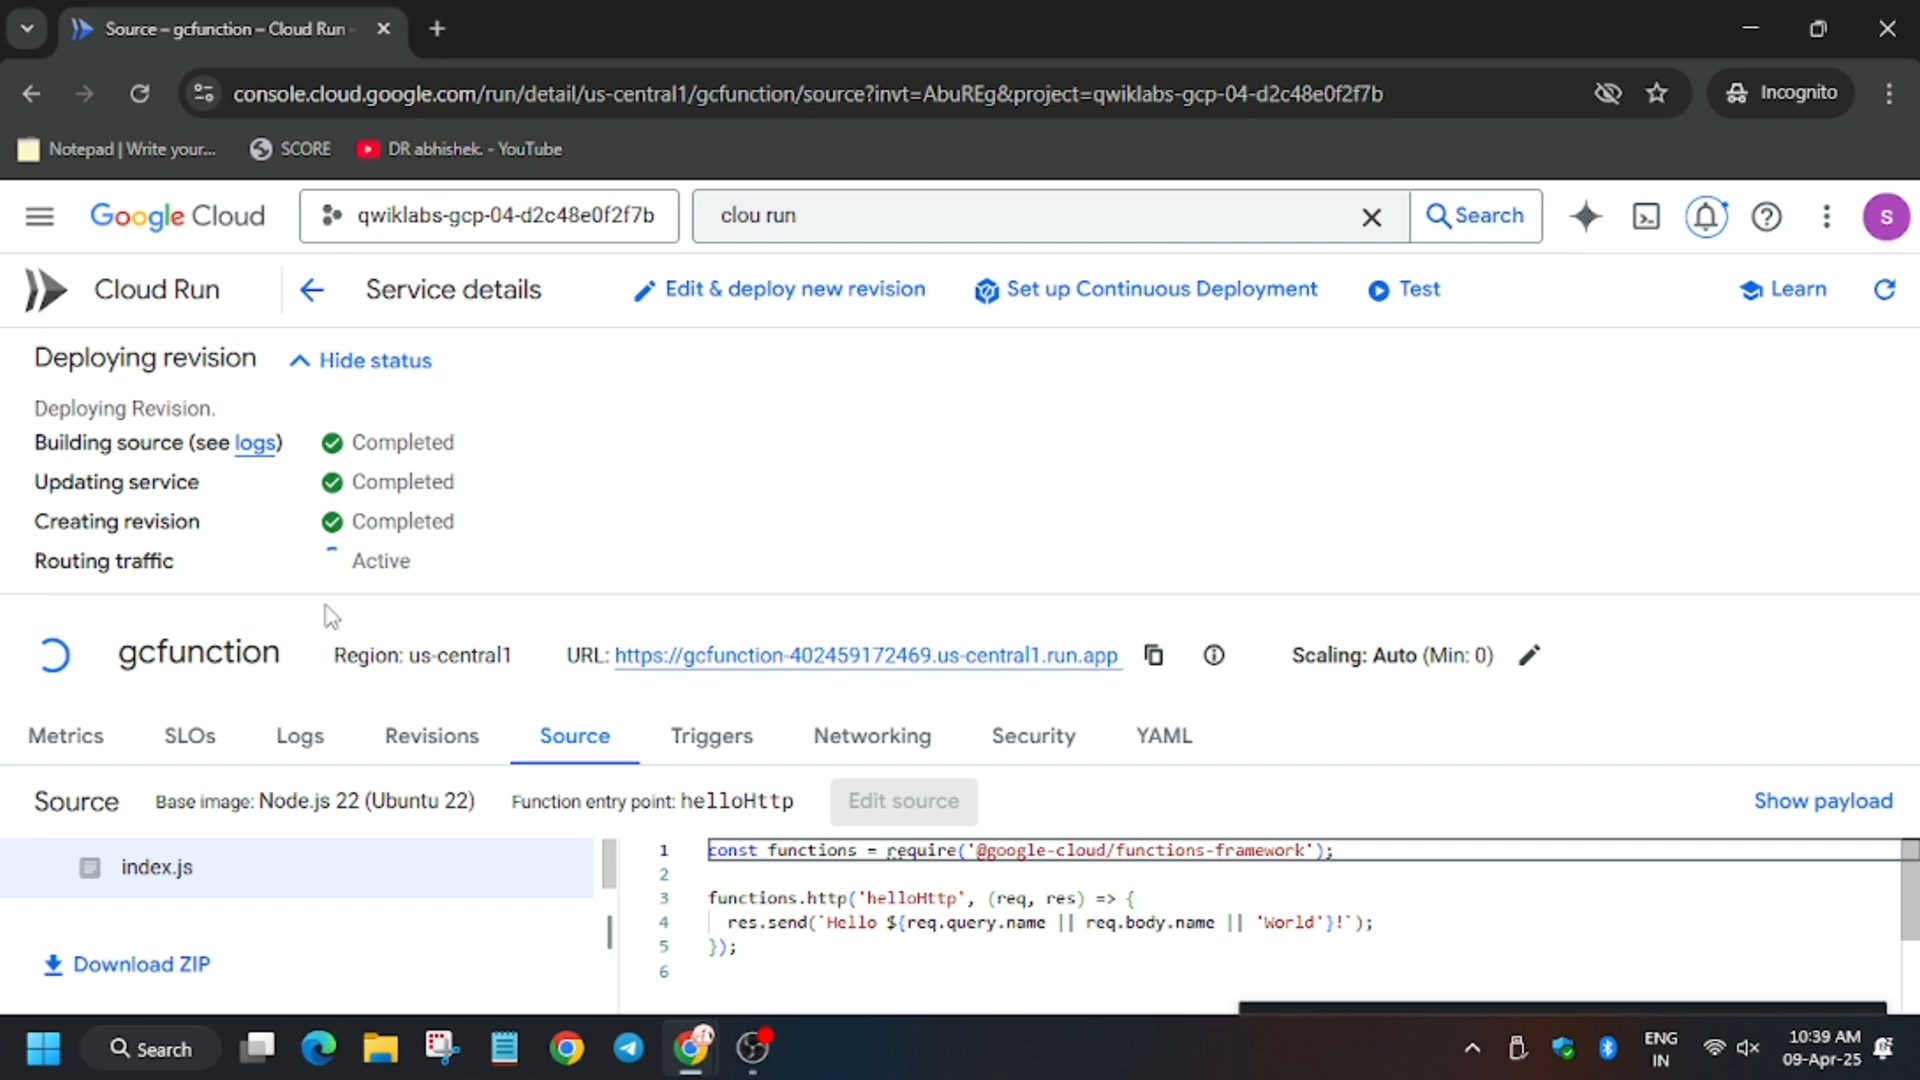 Source – gcfunction – Cloud Run -
console.cloud.google.com/run/detail/us-central1/gcfunction/source?invt=AbuREg&project=qwiklabs-gcp-04-d2c48e0f2f7b
Incognito
Notepad | Write your...
SCORE
DR abhishek. - YouTube
Google Cloud
qwiklabs-gcp-04-d2c48e0f2f7b
clou run
Search
S
Cloud Run
Service details
Edit & deploy new revision
Set up Continuous Deployment
Test
Learn
Deploying revision
Hide status
Deploying Revision.
Building source (see logs)
Completed
Updating service
Completed
Creating revision
Completed
Routing traffic
Active
gcfunction
Region: us-central1
URL: https://gcfunction-402459172469.us-central1.run.app
Scaling: Auto (Min: 0)
Metrics
SLOs
Logs
Revisions
Source
Triggers
Networking
Security
YAML
Source
Base image: Node.js 22 (Ubuntu 22)
Function entry point: helloHttp
Edit source
Show payload
index.js
Download ZIP
1 const functions = require('@google-cloud/functions-framework');
2
3 functions.http('helloHttp', (req, res) => {
4 res.send(`Hello ${req.query.name || req.body.name || 'World'}!`);
5 });
6
Search
ENG
IN
10:39 AM
09-Apr-25